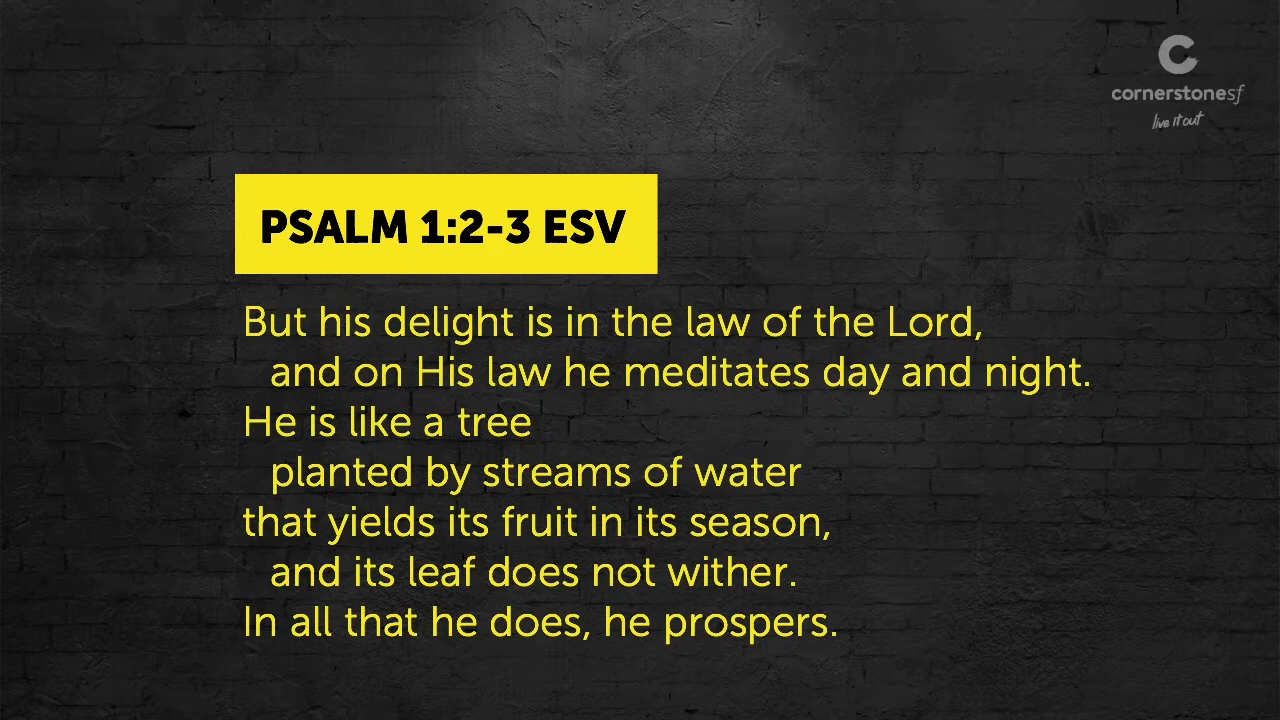 C
cornerstonesf
live it out
PSALM 1:2-3 ESV
But his delight is in the law of the Lord,
and on His law he meditates day and night.
He is like a tree
planted by streams of water
that yields its fruit in its season,
and its leaf does not wither.
In all that he does, he prospers.